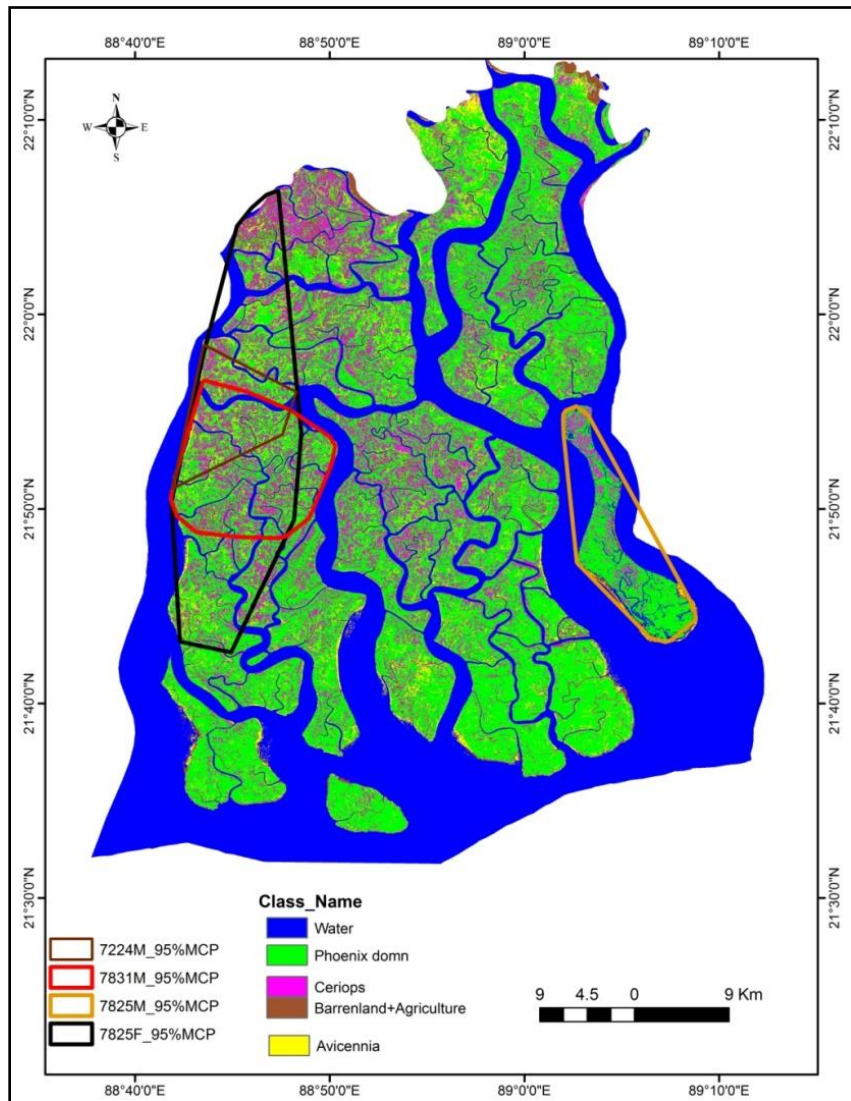 88°40'0"E 88°50'0"E 89°0'0"E 89°10'0"E
N
W E
S
22°10'0"N 22°10'0"N
22°0'0"N 22°0'0"N
21°50'0"N 21°50'0"N
21°40'0"N 21°40'0"N
21°30'0"N 21°30'0"N
7224M_95%MCP
7831M_95%MCP
7825M_95%MCP
7825F_95%MCP
Class_Name
Water
Phoenix domn
Ceriops
Barrenland+Agriculture
Avicennia
9 4.5 0 9 Km
88°40'0"E 88°50'0"E 89°0'0"E 89°10'0"E